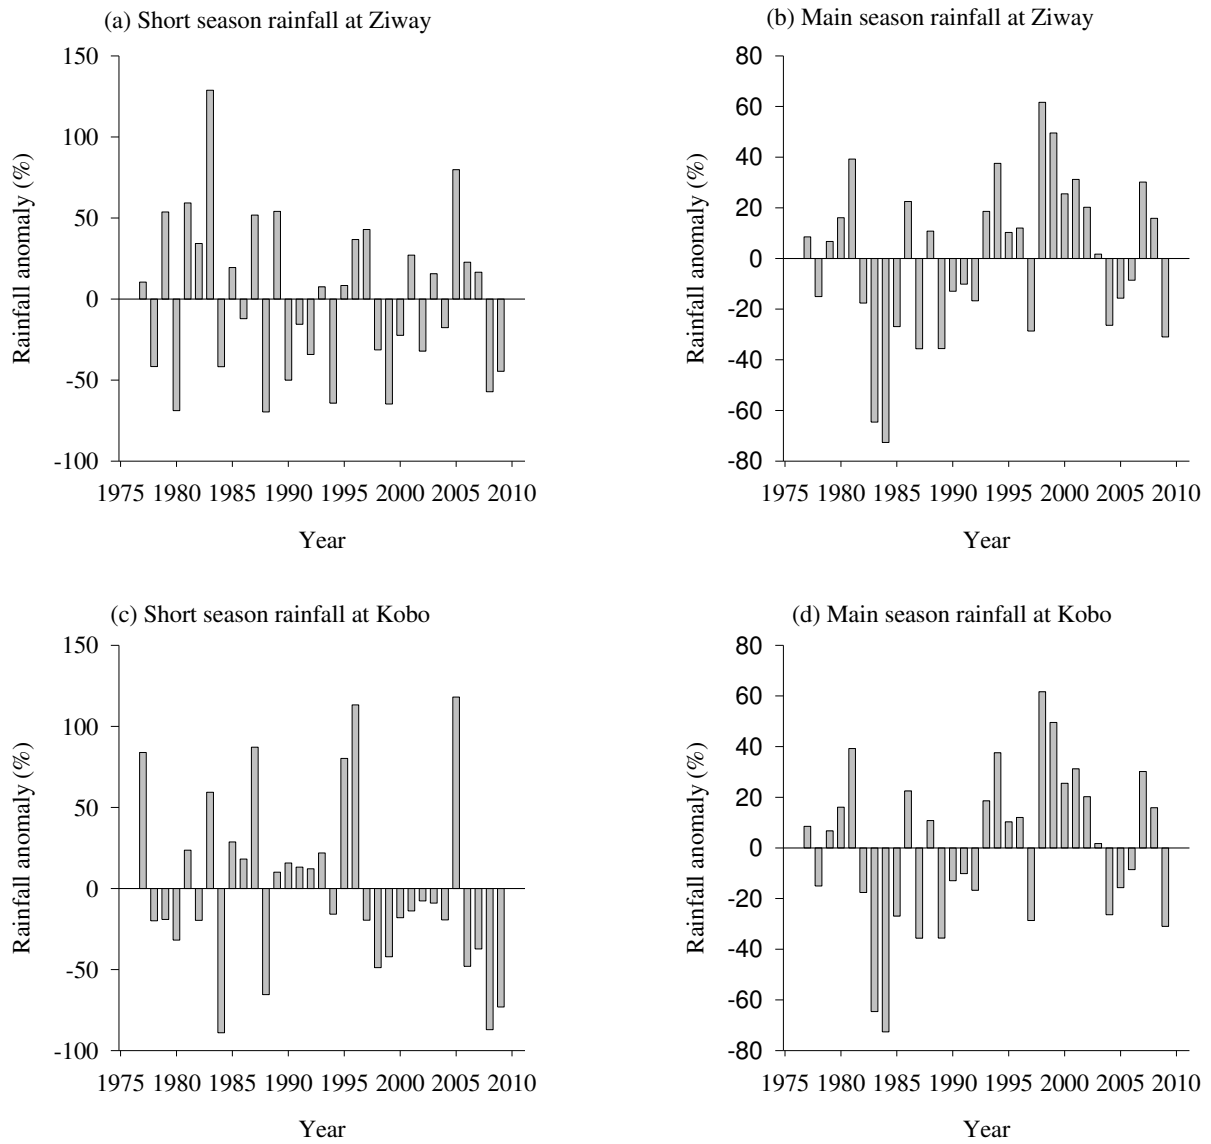 (a) Short season rainfall at Ziway
150
100
50
0
-50
-100
Rainfall anomaly (%)
1975 1980 1985 1990 1995 2000 2005 2010
Year
(b) Main season rainfall at Ziway
80
60
40
20
0
-20
-40
-60
-80
Rainfall anomaly (%)
1975 1980 1985 1990 1995 2000 2005 2010
Year
(c) Short season rainfall at Kobo
150
100
50
0
-50
-100
Rainfall anomaly (%)
1975 1980 1985 1990 1995 2000 2005 2010
Year
(d) Main season rainfall at Kobo
80
60
40
20
0
-20
-40
-60
-80
Rainfall anomaly (%)
1975 1980 1985 1990 1995 2000 2005 2010
Year